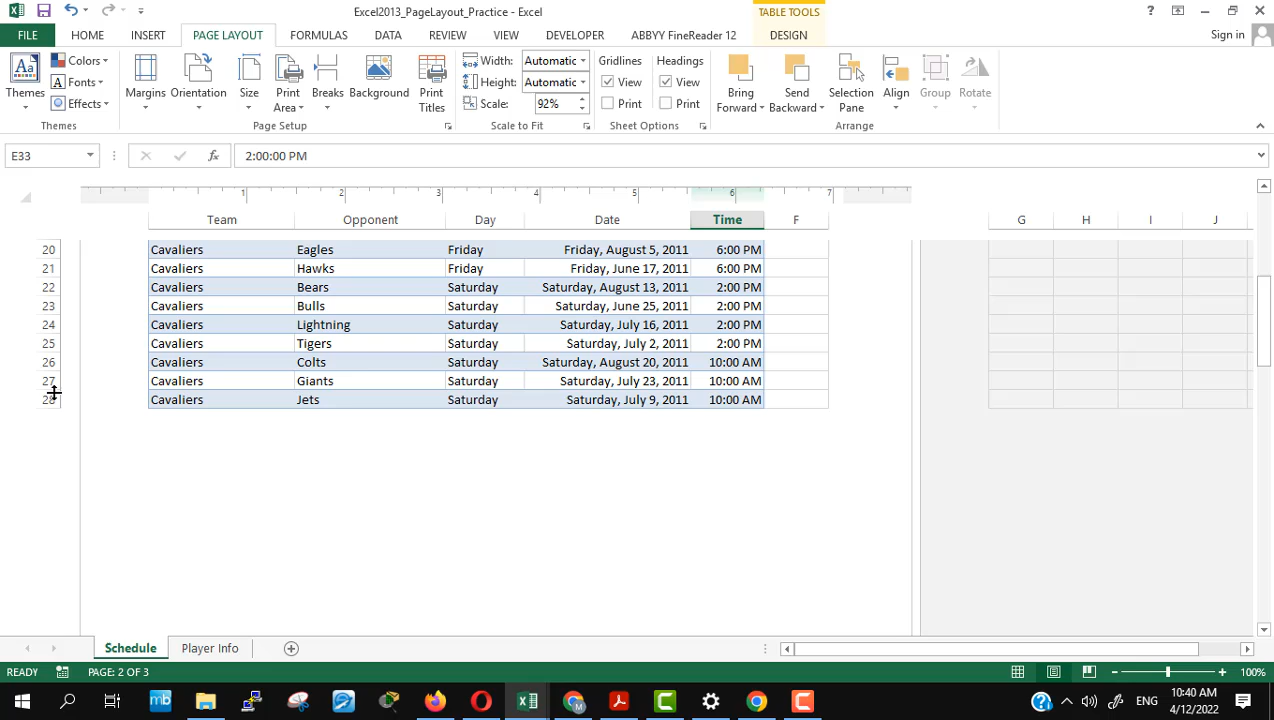 Excel2013_PageLayout_Practice - Excel
TABLE TOOLS
?
FILE HOME INSERT PAGE LAYOUT FORMULAS DATA REVIEW VIEW DEVELOPER ABBYY FineReader 12 DESIGN Sign in
Aa
Themes
Colors
Fonts
Effects
Themes
Margins Orientation Size Print Area Breaks Background Print Titles
Page Setup
Width: Automatic
Height: Automatic
Scale: 92%
Scale to Fit
Gridlines Headings
View View
Print Print
Sheet Options
Bring Forward Send Backward Selection Pane Align Group Rotate
Arrange
E33 fx 2:00:00 PM
1 2 3 4 5 6 7
Team Opponent Day Date Time F G H I J
20 Cavaliers Eagles Friday Friday, August 5, 2011 6:00 PM
21 Cavaliers Hawks Friday Friday, June 17, 2011 6:00 PM
22 Cavaliers Bears Saturday Saturday, August 13, 2011 2:00 PM
23 Cavaliers Bulls Saturday Saturday, June 25, 2011 2:00 PM
24 Cavaliers Lightning Saturday Saturday, July 16, 2011 2:00 PM
25 Cavaliers Tigers Saturday Saturday, July 2, 2011 2:00 PM
26 Cavaliers Colts Saturday Saturday, August 20, 2011 10:00 AM
27 Cavaliers Giants Saturday Saturday, July 23, 2011 10:00 AM
28 Cavaliers Jets Saturday Saturday, July 9, 2011 10:00 AM
Schedule Player Info
READY PAGE: 2 OF 3 100%
mb M ENG 10:40 AM
4/12/2022